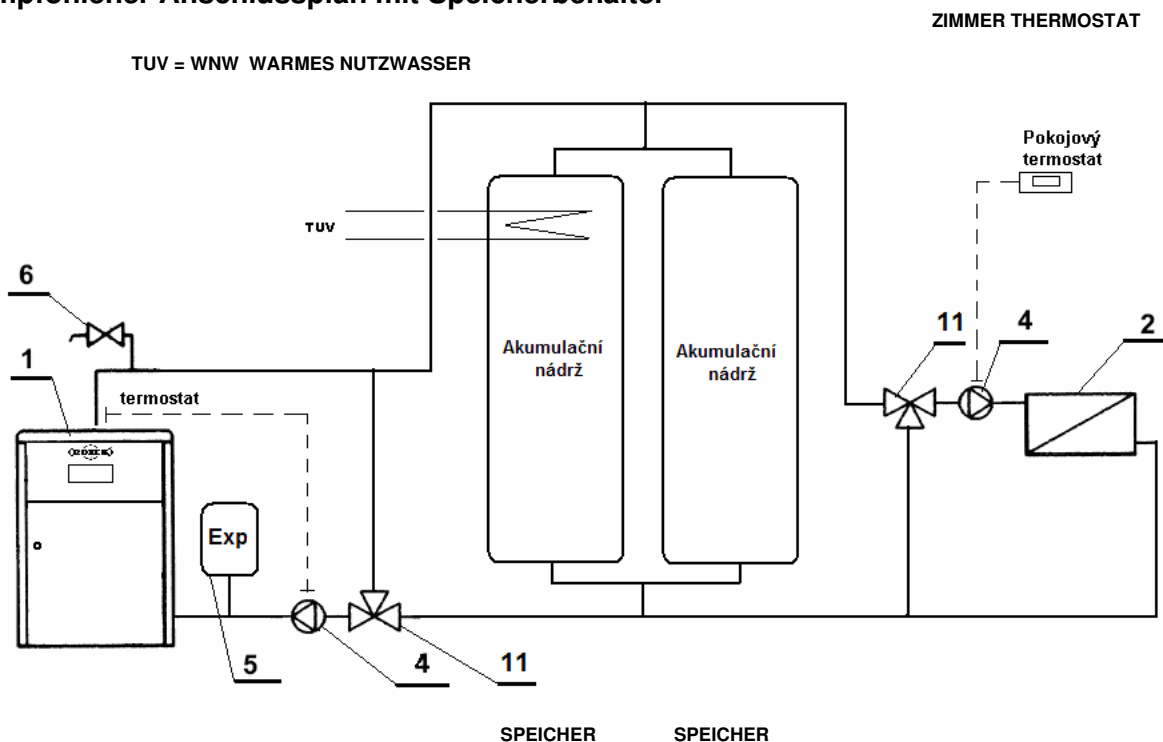 ZIMMER THERMOSTAT
TUV = WNW WARMES NUTZWASSER
Pokojový
termostat
TUV
6
11
4
2
1
Akumulační
nádrž
Akumulační
nádrž
termostat
Exp
5
4
11
SPEICHER
SPEICHER